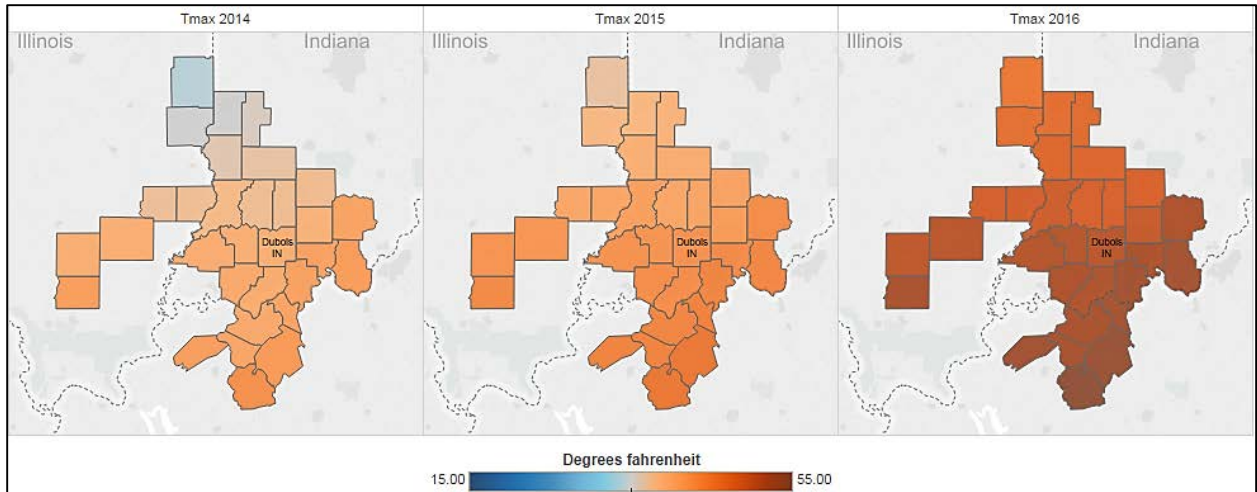 Tmax 2014
Tmax 2015
Tmax 2016
Illinois
Indiana
Illinois
Indiana
Illinois
Indiana
Dubois
IN
Dubois
IN
Dubois
IN
Degrees fahrenheit
15.00
55.00